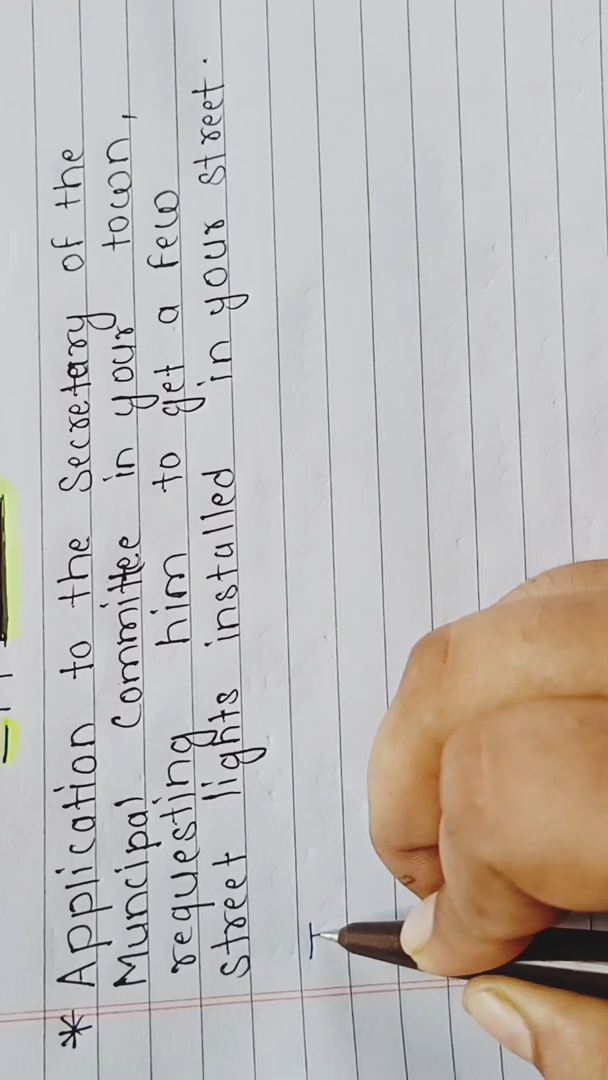 * Application to the Secretary of the
Muncipal Committee in your town,
requesting him to get a few
street lights installed in your street.